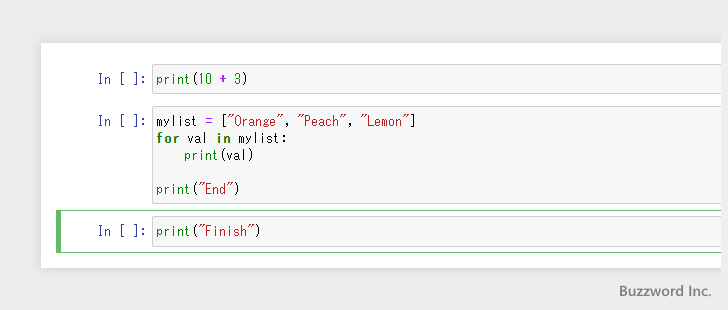 In [ ]: print(10 + 3)
In [ ]: mylist = ["Orange", "Peach", "Lemon"]
for val in mylist:
    print(val)

print("End")
In [ ]: print("Finish")
Buzzword Inc.